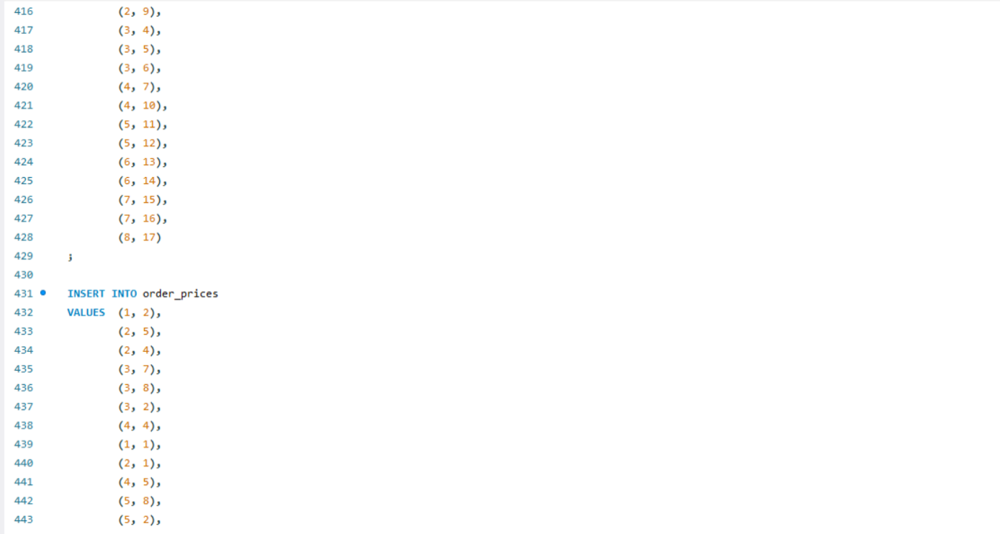 416 (2, 9),
417 (3, 4),
418 (3, 5),
419 (3, 6),
420 (4, 7),
421 (4, 10),
422 (5, 11),
423 (5, 12),
424 (6, 13),
425 (6, 14),
426 (7, 15),
427 (7, 16),
428 (8, 17)
429 ;
430
431 INSERT INTO order_prices
432 VALUES (1, 2),
433 (2, 5),
434 (2, 4),
435 (3, 7),
436 (3, 8),
437 (3, 2),
438 (4, 4),
439 (1, 1),
440 (2, 1),
441 (4, 5),
442 (5, 8),
443 (5, 2),